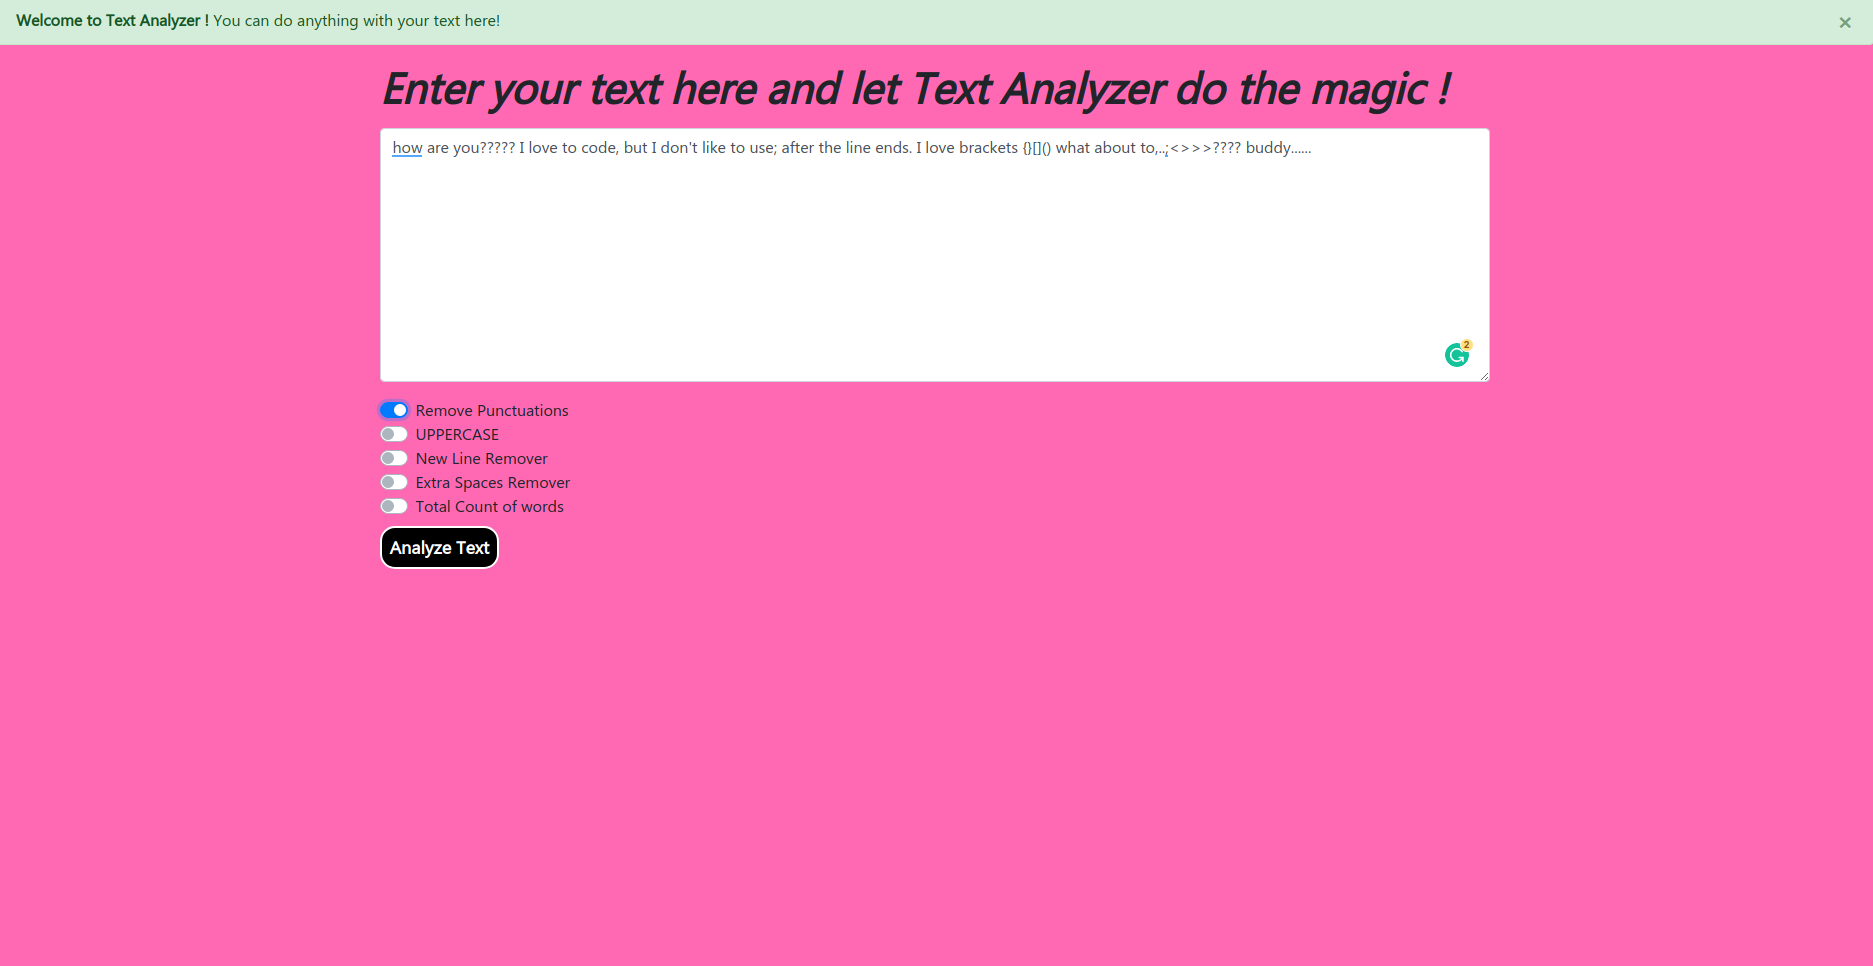 Welcome to Text Analyzer ! You can do anything with your text here!
×
Enter your text here and let Text Analyzer do the magic !
how are you????? I love to code, but I don't like to use; after the line ends. I love brackets {}[]() what about to,..;<>>>???? buddy......
2
Remove Punctuations
UPPERCASE
New Line Remover
Extra Spaces Remover
Total Count of words
Analyze Text